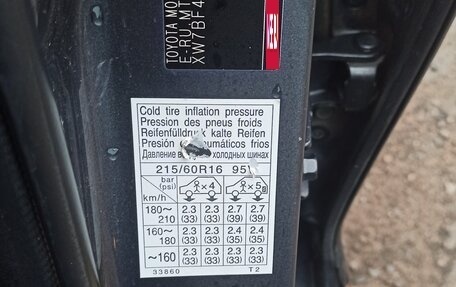 TOYOTA MO
E-RU,MT
XW7BF4
Cold tire inflation pressure
Pression des pneus froids
Reifenfülldruck kalte Reifen
Presión neumáticos fríos
Давление в холодных шинах
215/60R16 95
bar (psi) ×4 ×5
km/h
180~210 2.3 (33) 2.3 (33) 2.7 (39) 2.7 (39)
160~180 2.3 (33) 2.3 (33) 2.4 (35) 2.4 (35)
~160 2.3 (33) 2.3 (33) 2.3 (33) 2.3 (33)
33860 T2